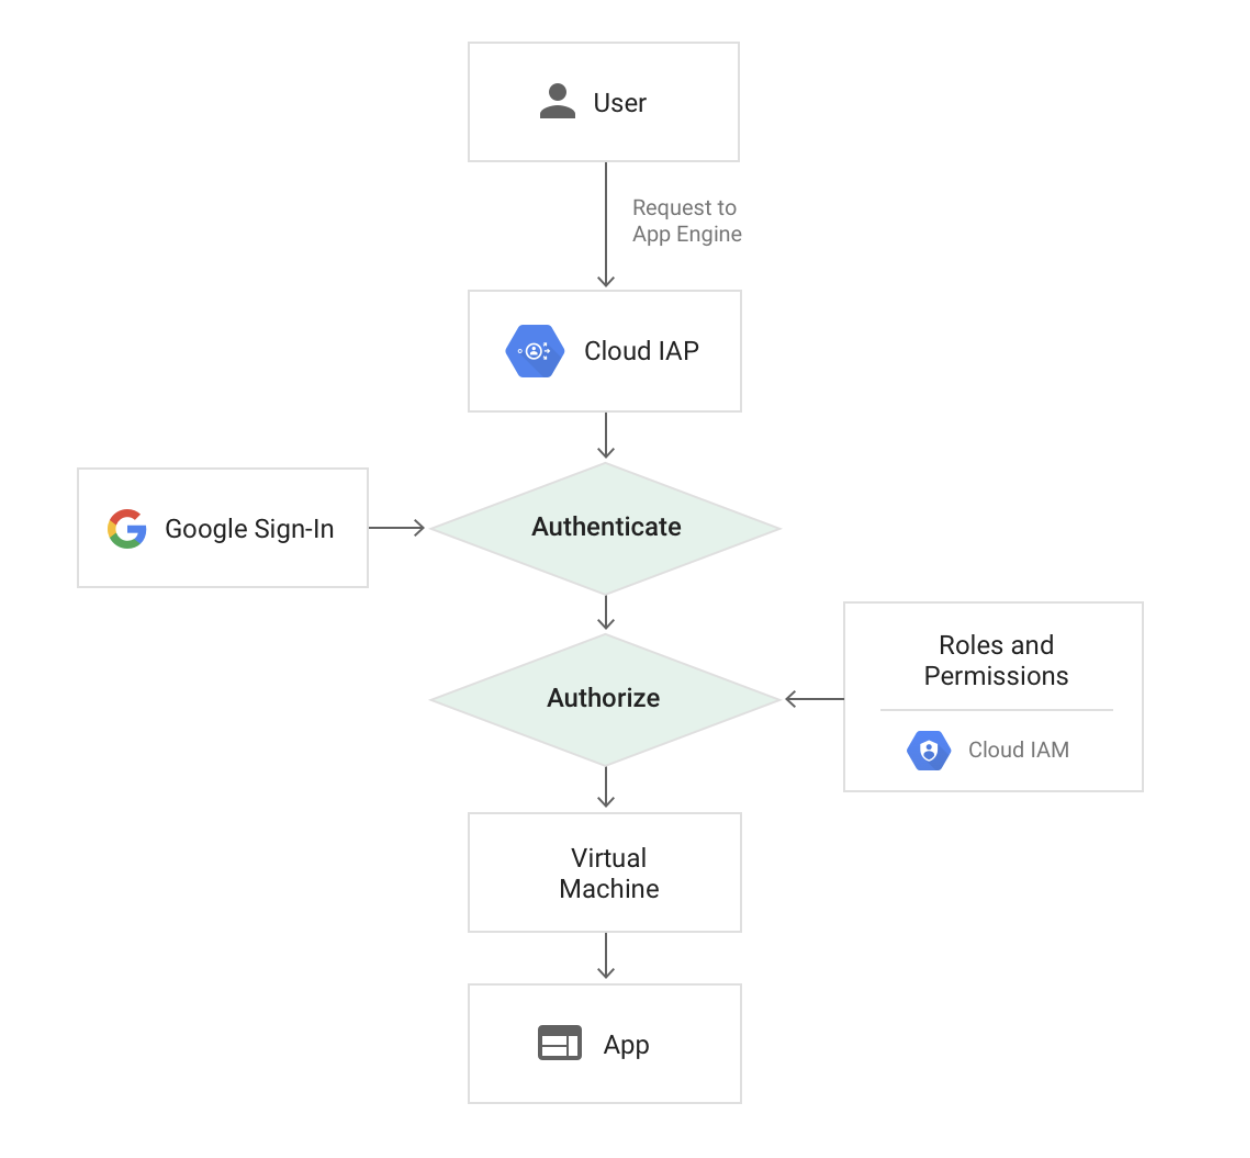 User
Request to
App Engine
Cloud IAP
Google Sign-In
Authenticate
Authorize
Roles and
Permissions
Cloud IAM
Virtual
Machine
App